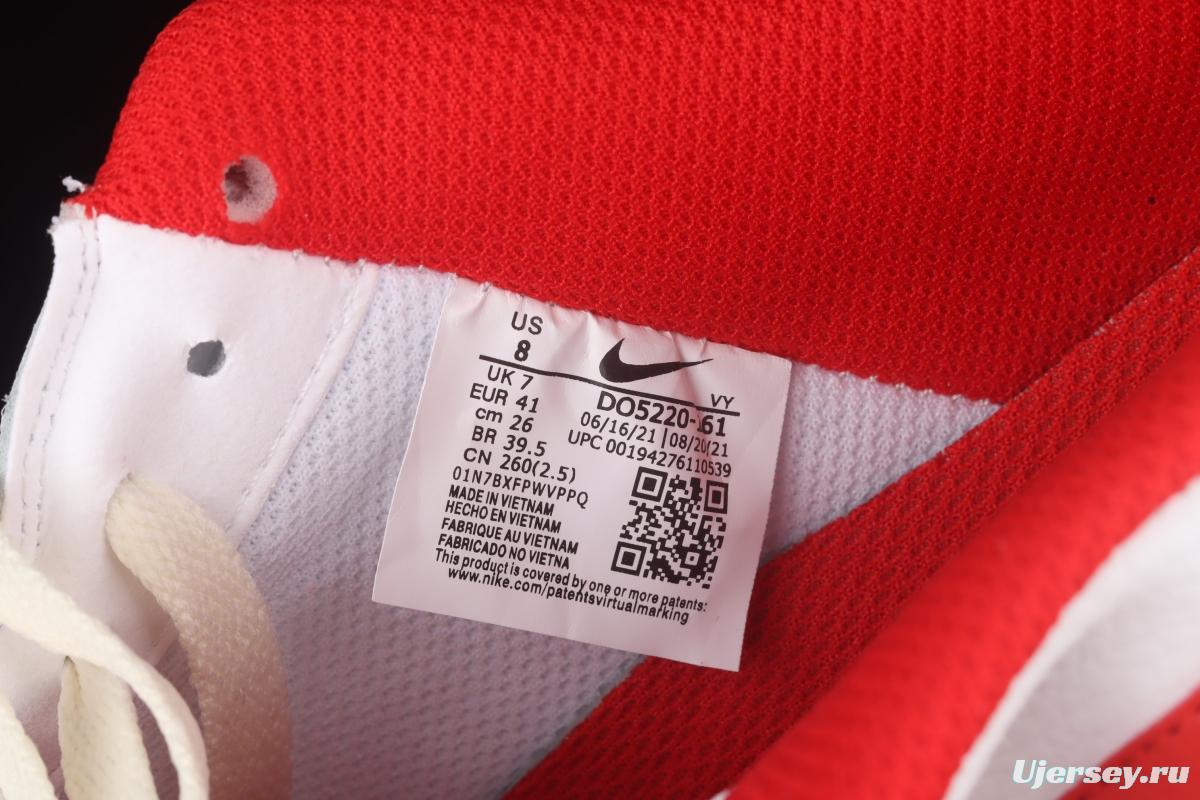 US
8
UK 7
EUR 41
cm 26
BR 39.5
CN 260(2.5)
01N7BXFPWVPPQ
MADE IN VIETNAM
HECHO EN VIETNAM
FABRIQUE AU VIETNAM
FABRICADO NO VIETNA
VY
DO5220-161
06/16/21 | 08/20/21
UPC 00194276110539
This product is covered by one or more patents:
www.nike.com/patentsvirtualmarking
Ujersey.ru